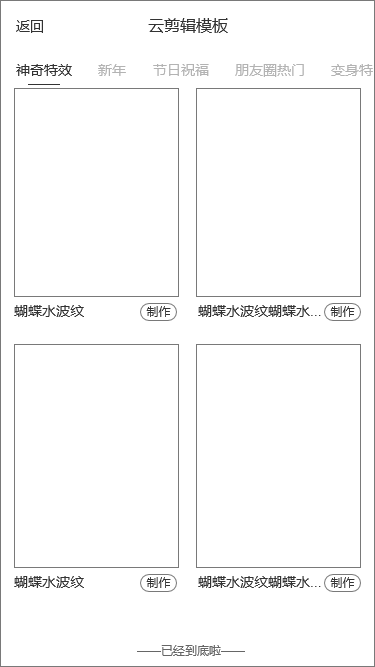 返回 云剪辑模板
神奇特效 新年 节日祝福 朋友圈热门 变身特
蝴蝶水波纹 制作 蝴蝶水波纹蝴蝶水... 制作
蝴蝶水波纹 制作 蝴蝶水波纹蝴蝶水... 制作
——已经到底啦——